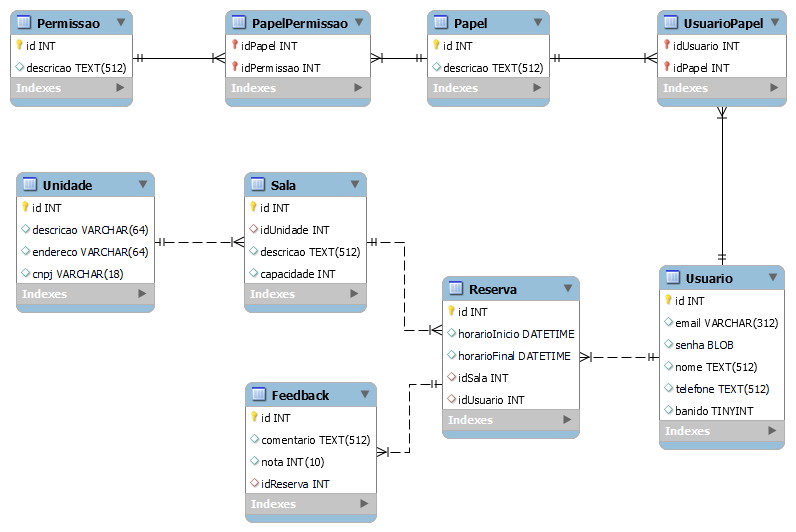 Permissao
id INT
descricao TEXT(512)
Indexes
PapelPermissao
idPapel INT
idPermissao INT
Indexes
Papel
id INT
descricao TEXT(512)
Indexes
UsuarioPapel
idUsuario INT
idPapel INT
Indexes
Unidade
id INT
descricao VARCHAR(64)
endereco VARCHAR(64)
cnpj VARCHAR(18)
Indexes
Sala
id INT
idUnidade INT
descricao TEXT(512)
capacidade INT
Indexes
Reserva
id INT
horarioInicio DATETIME
horarioFinal DATETIME
idSala INT
idUsuario INT
Indexes
Usuario
id INT
email VARCHAR(312)
senha BLOB
nome TEXT(512)
telefone TEXT(512)
banido TINYINT
Indexes
Feedback
id INT
comentario TEXT(512)
nota INT(10)
idReserva INT
Indexes